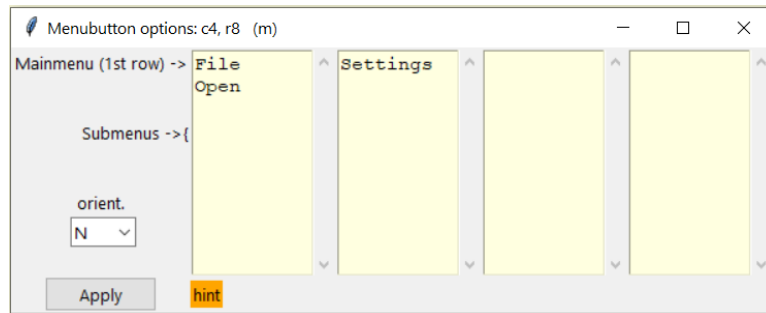 Menubutton options: c4, r8 (m)
Mainmenu (1st row) -> File Settings
Open
Submenus ->{
orient.
N
Apply hint